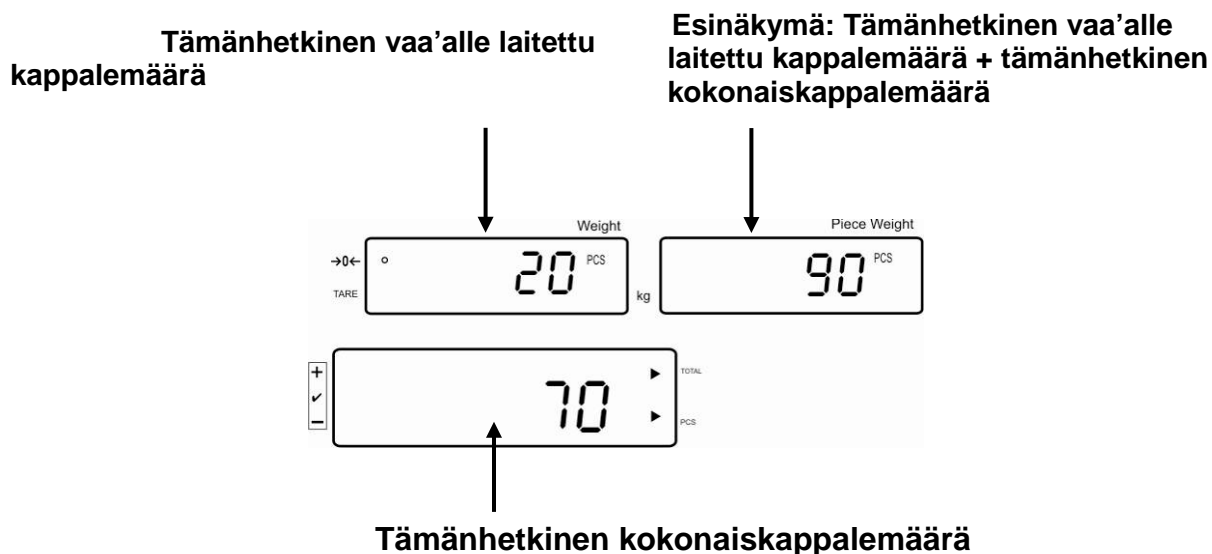 Tämänhetkinen vaa’alle laitettu
kappalemäärä
Esinäkymä: Tämänhetkinen vaa’alle
laitettu kappalemäärä + tämänhetkinen
kokonaiskappalemäärä
Weight
Piece Weight
→0←
20 PCS
90 PCS
TARE
kg
+
70
TOTAL
✔
−
PCS
Tämänhetkinen kokonaiskappalemäärä